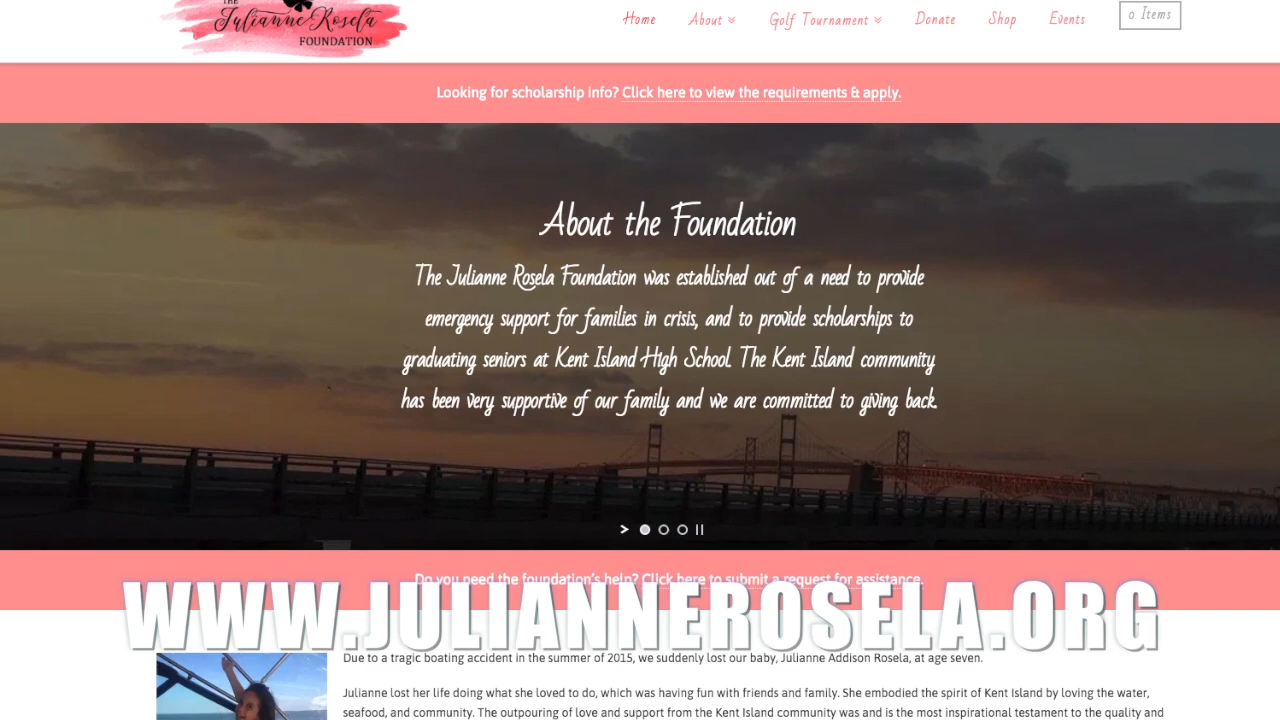 THE
Julianne Rosela
FOUNDATION
Home About Golf Tournament Donate Shop Events 0 Items
Looking for scholarship info? Click here to view the requirements & apply.
About the Foundation
The Julianne Rosela Foundation was established out of a need to provide
emergency support for families in crisis, and to provide scholarships to
graduating seniors at Kent Island High School. The Kent Island community
has been very supportive of our family and we are committed to giving back.
Do you need the foundation's help? Click here to submit a request for assistance.
WWW.JULIANNEROSELA.ORG
Due to a tragic boating accident in the summer of 2015, we suddenly lost our baby, Julianne Addison Rosela, at age seven.
Julianne lost her life doing what she loved to do, which was having fun with friends and family. She embodied the spirit of Kent Island by loving the water,
seafood, and community. The outpouring of love and support from the Kent Island community was and is the most inspirational testament to the quality and